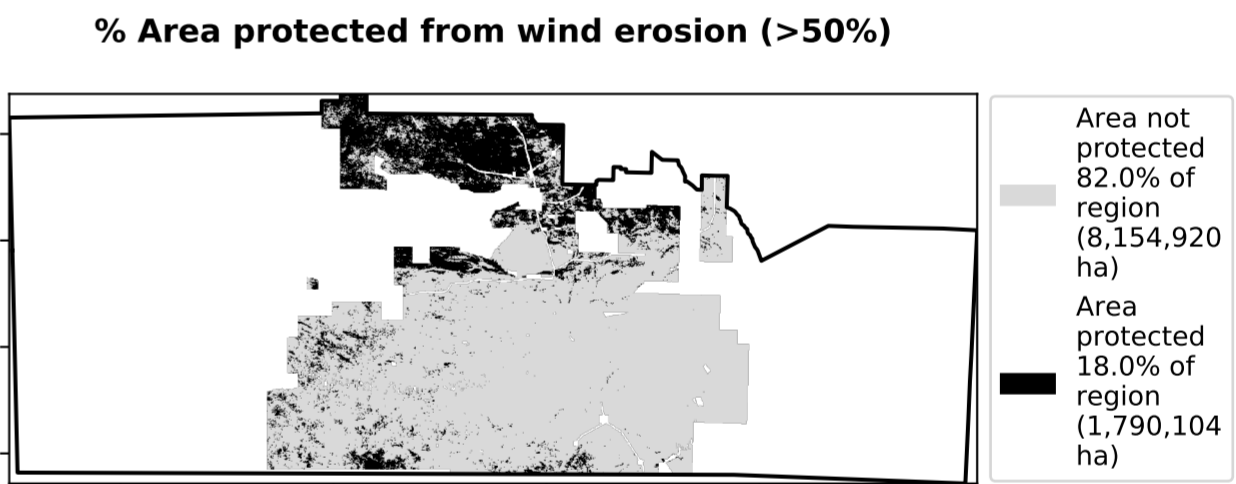 % Area protected from wind erosion (>50%)
Area not
protected
82.0% of
region
(8,154,920
ha)
Area
protected
18.0% of
region
(1,790,104
ha)